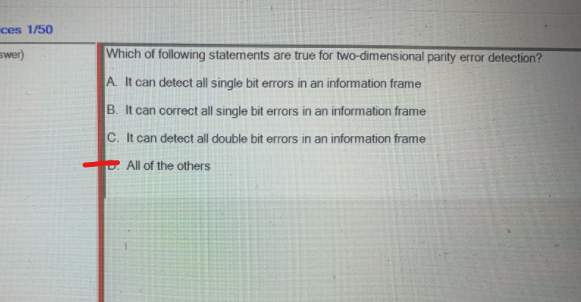 ces 1/50
swer)
Which of following statements are true for two-dimensional parity error detection?
A. It can detect all single bit errors in an information frame
B. It can correct all single bit errors in an information frame
C. It can detect all double bit errors in an information frame
D. All of the others